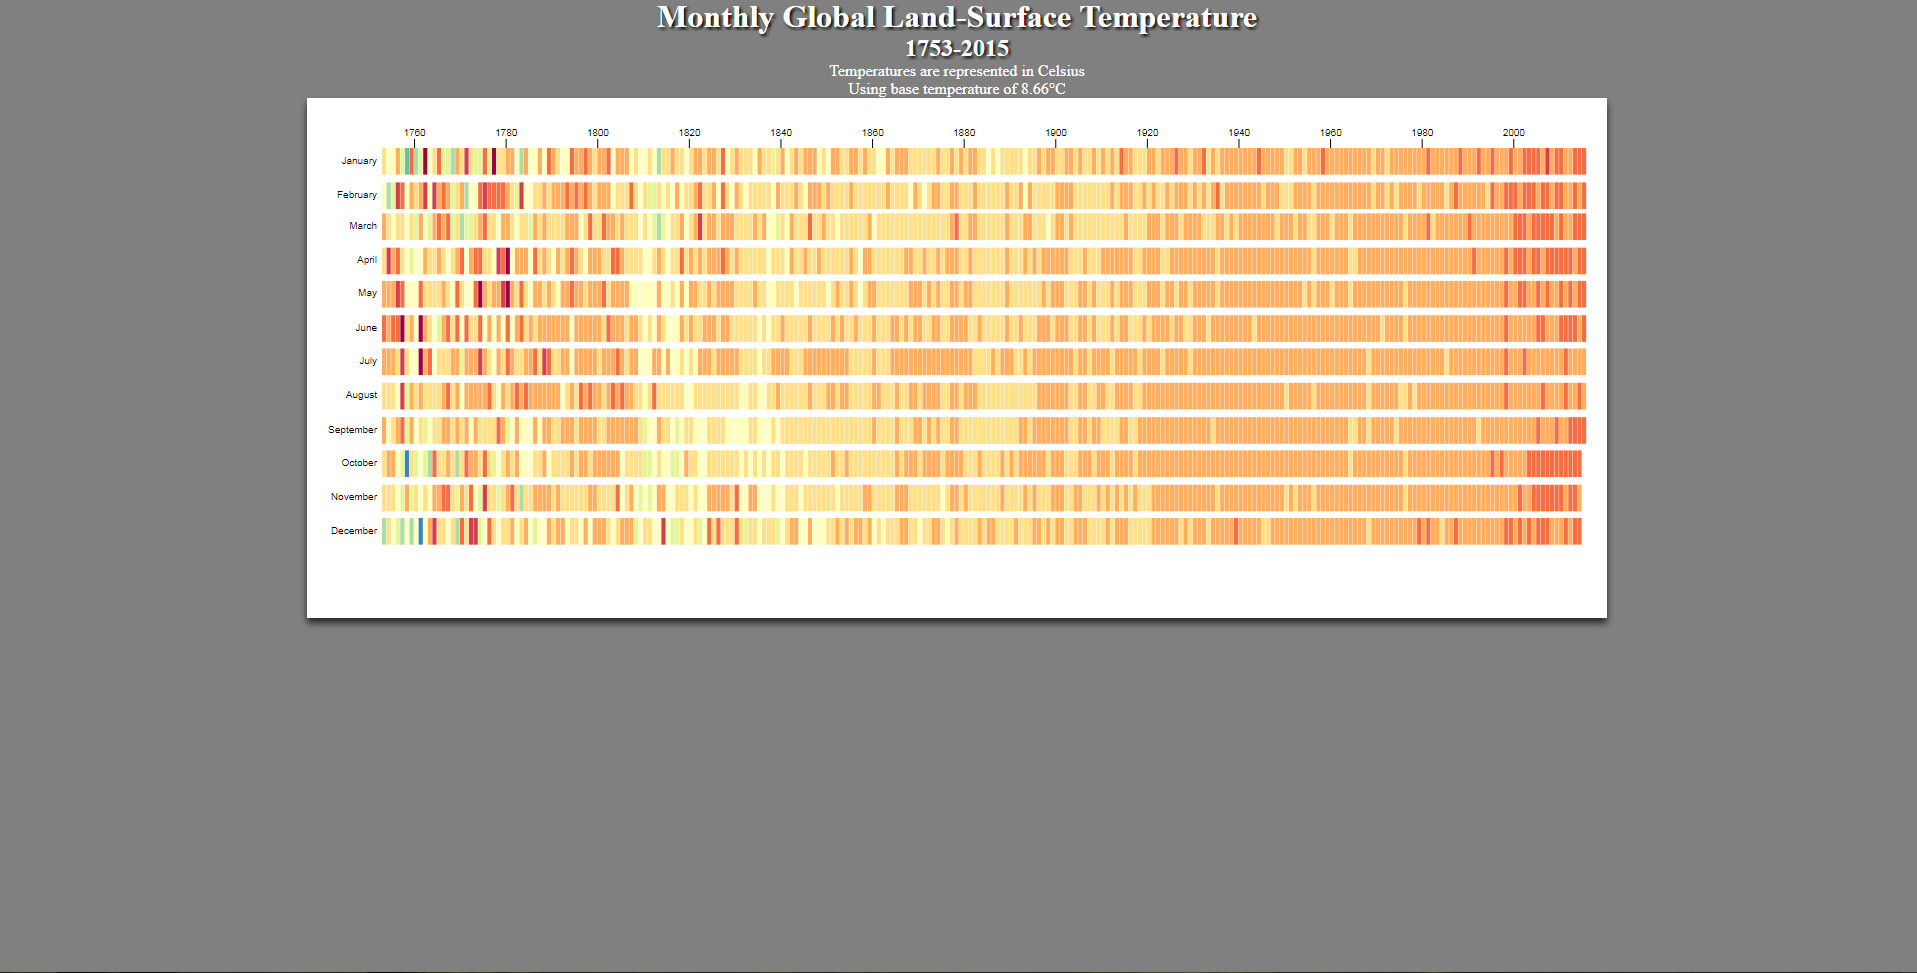 Monthly Global Land-Surface Temperature
1753-2015
Temperatures are represented in Celsius
Using base temperature of 8.66°C
1760 1780 1800 1820 1840 1860 1880 1900 1920 1940 1960 1980 2000
January
February
March
April
May
June
July
August
September
October
November
December